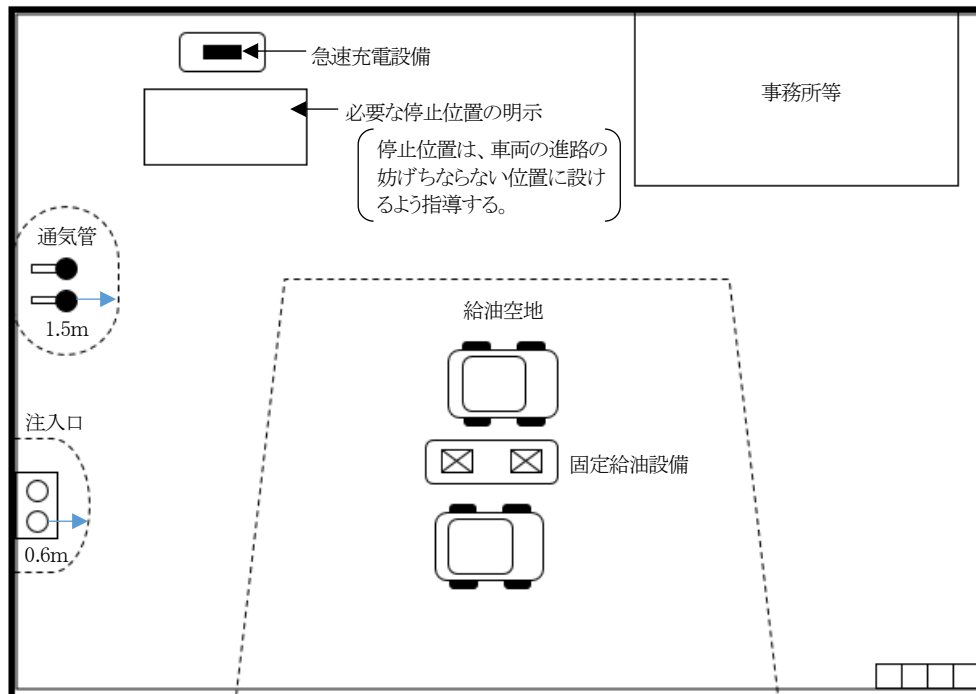 急速充電設備
事務所等
必要な停止位置の明示
停止位置は、車両の進路の
妨げちならない位置に設け
るよう指導する。
通気管
1.5m
給油空地
注入口
固定給油設備
0.6m